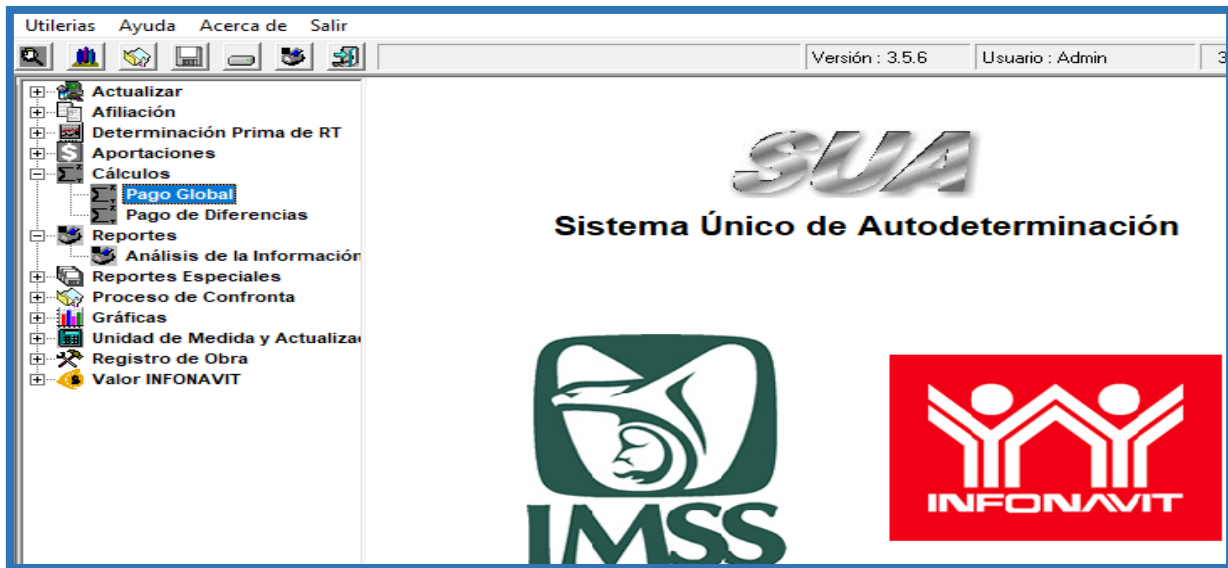 Utilerias Ayuda Acerca de Salir
Versión : 3.5.6 Usuario : Admin 3
Actualizar
Afiliación
Determinación Prima de RT
Aportaciones
Cálculos
Pago Global
Pago de Diferencias
Reportes
Análisis de la Información
Reportes Especiales
Proceso de Confronta
Gráficas
Unidad de Medida y Actualiza
Registro de Obra
Valor INFONAVIT
SUA
Sistema Único de Autodeterminación
IMSS
INFONAVIT